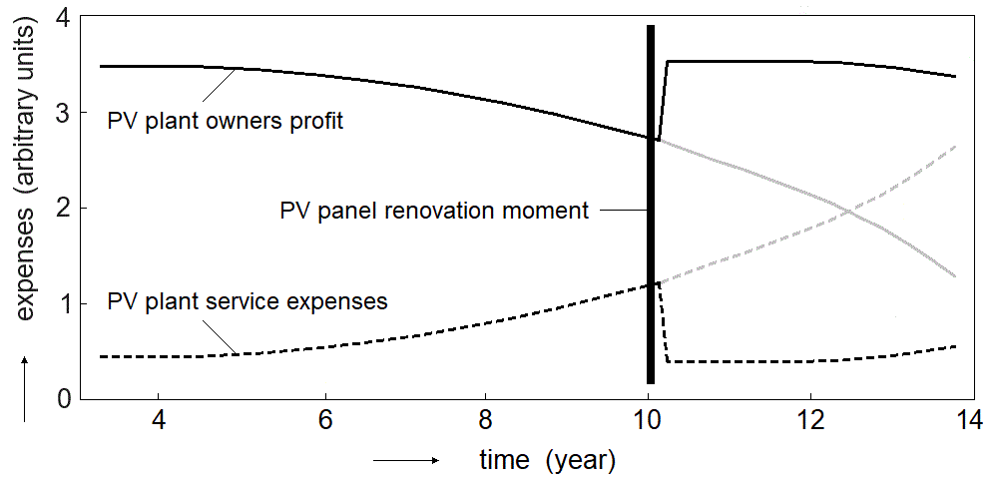 4
PV plant owners profit
3
PV panel renovation moment
2
PV plant service expenses
1
0
expenses (arbitrary units)
4 6 8 10 12 14
time (year)